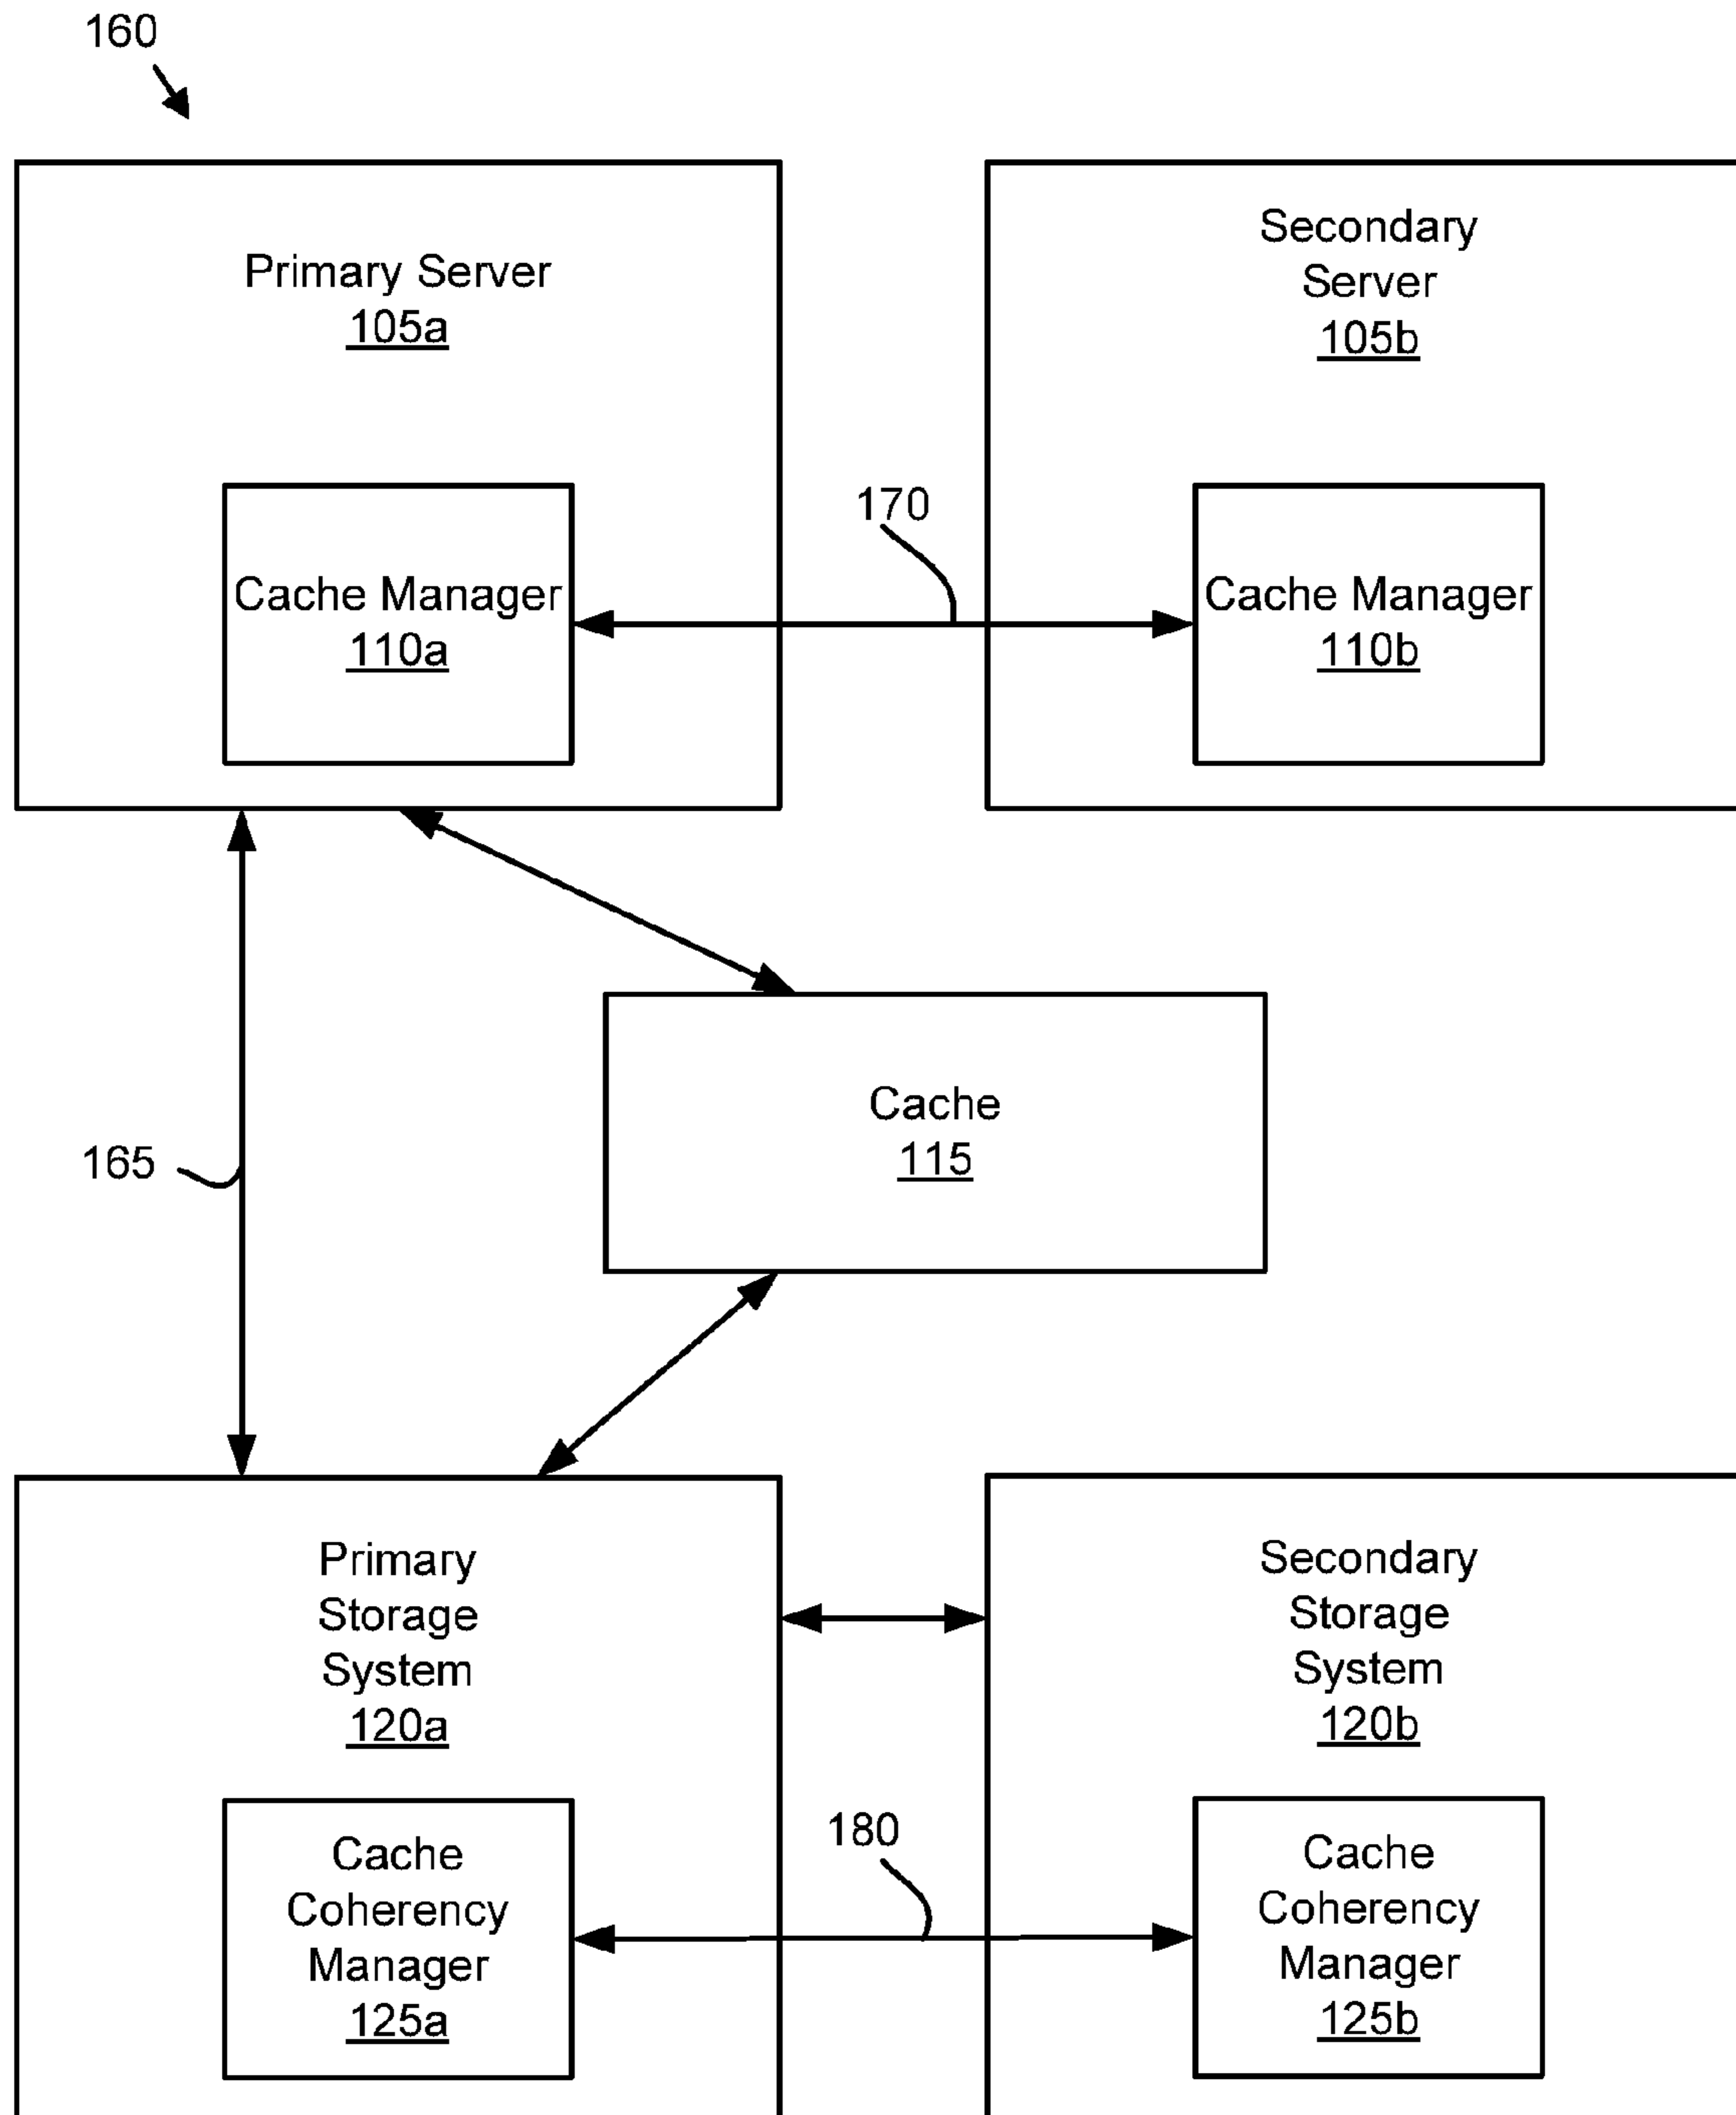 160
Primary Server
105a
Secondary
Server
105b
170
Cache Manager
110a
Cache Manager
110b
Cache
115
165
Primary
Storage
System
120a
Secondary
Storage
System
120b
180
Cache
Coherency
Manager
125a
Cache
Coherency
Manager
125b